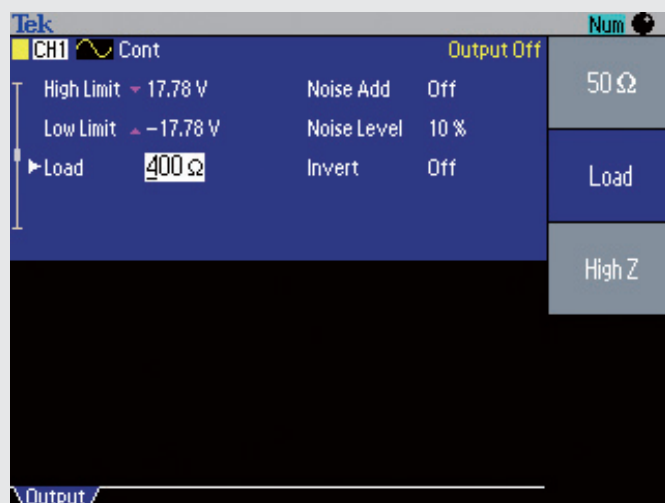 Tek
Num
CH1 Cont
Output Off
High Limit 17.78 V
Noise Add Off
Low Limit −17.78 V
Noise Level 10 %
Load 400 Ω
Invert Off
50 Ω
Load
High Z
Output